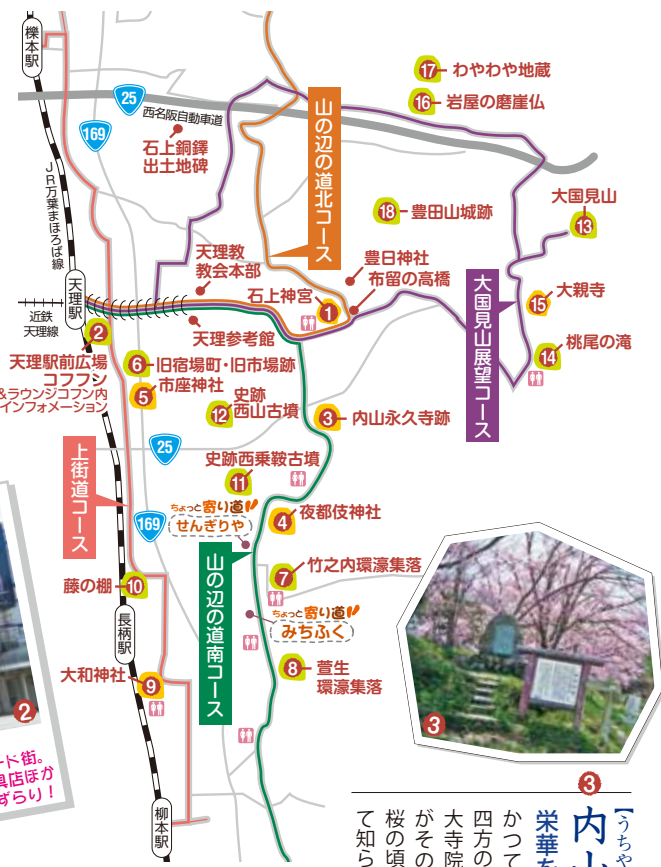 櫟本駅
25
西名阪自動車道
169
石上銅鐸
出土地碑
JR万葉まほろば線
山の辺の道北コース
17 わやわや地蔵
16 岩屋の磨崖仏
18 豊田山城跡
大国見山
13
天理教
教会本部
豊日神社
布留の高橋
石上神宮 1
大国見山展望コース
15 大親寺
桃尾の滝
14
天理駅
近鉄
天理線
2
天理参考館
天理駅前広場
コフフン
&ラウンジコフン内
インフォメーション
6 旧宿場町・旧市場跡
5 市座神社
史跡
12 西山古墳
3 内山永久寺跡
25
上街道コース
史跡西乗鞍古墳
11
169
ちょっと寄り道!!
せんぎりや
4 夜都伎神社
山の辺の道南コース
7 竹之内環濠集落
藤の棚 10
ちょっと寄り道!!
みちふく
長柄駅
大和神社 9
8 萱生
環濠集落
柳本駅
2
ード街。
具店ほか
ずらり!
3
3
【うちや
内山
栄華を
かつて
四方の
大寺院
がその
桜の頃
て知ら